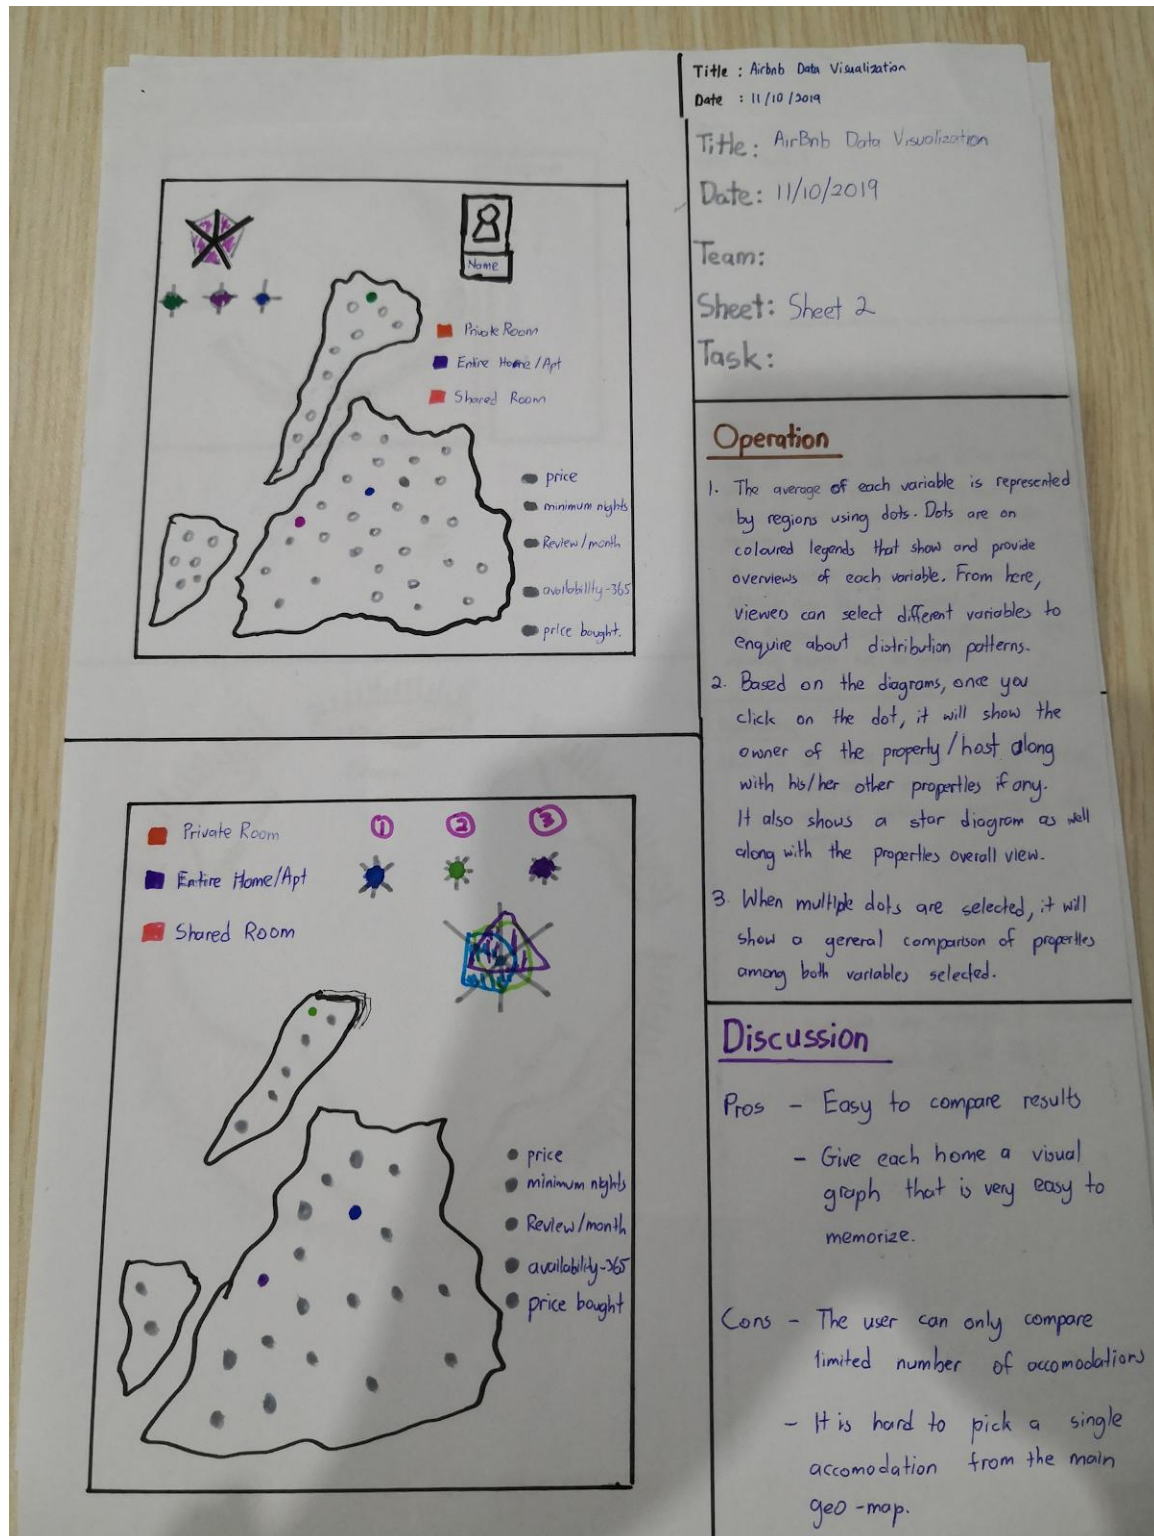 Title : Airbnb Data Visualization
Date : 11/10/2019
Title: AirBnb Data Visualization
Date: 11/10/2019
Team:
Sheet: Sheet 2
Task:
Name
Private Room
Entire Home/Apt
Shared Room
price
minimum nights
Review/month
availability-365
price bought.
Operation
1. The average of each variable is represented
by regions using dots. Dots are on
coloured legends that show and provide
overviews of each variable. From here,
viewers can select different variables to
enquire about distribution patterns.
2. Based on the diagrams, once you
click on the dot, it will show the
owner of the property/host along
with his/her other properties if any.
It also shows a star diagram as well
along with the properties overall view.
3. When multiple dots are selected, it will
show a general comparison of properties
among both variables selected.
Private Room
Entire Home/Apt
Shared Room
1 2 3
price
minimum nights
Review/month
availability-365
price bought
Discussion
Pros - Easy to compare results
- Give each home a visual
graph that is very easy to
memorize.
Cons - The user can only compare
limited number of accomodations
- It is hard to pick a single
accomodation from the main
geo-map.